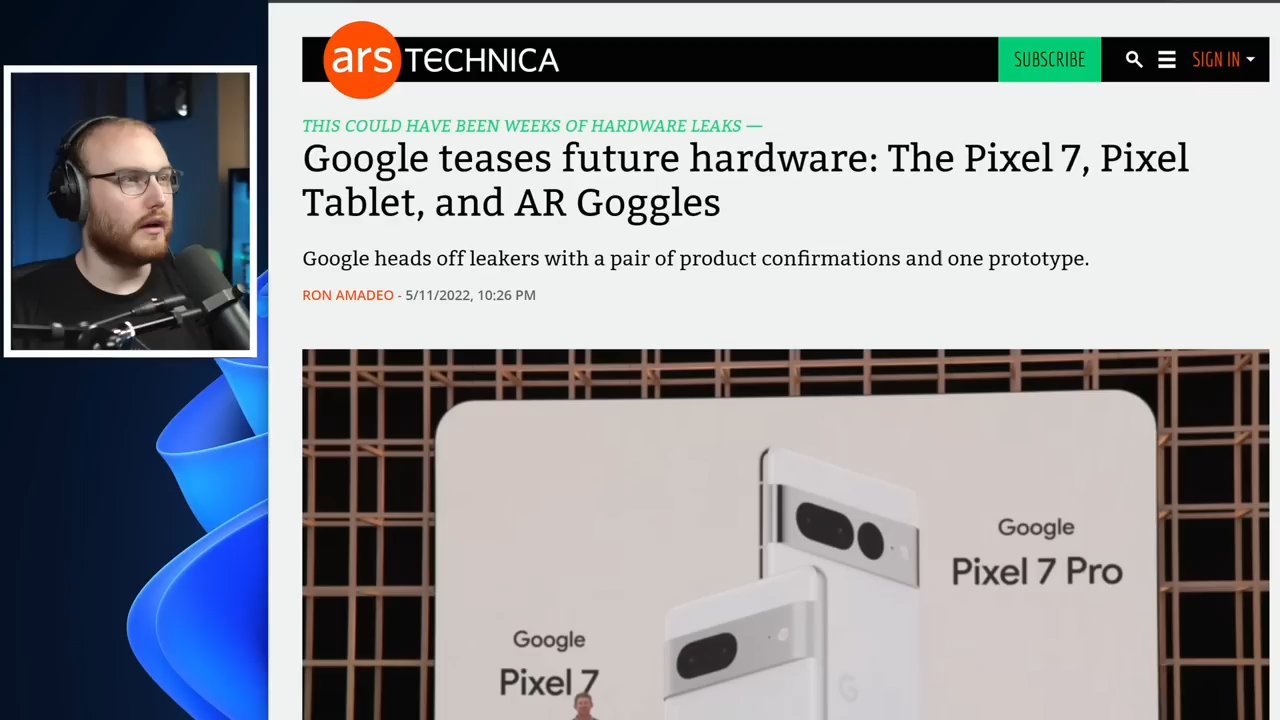 ars TECHNICA
SUBSCRIBE
SIGN IN
THIS COULD HAVE BEEN WEEKS OF HARDWARE LEAKS —
Google teases future hardware: The Pixel 7, Pixel
Tablet, and AR Goggles
Google heads off leakers with a pair of product confirmations and one prototype.
RON AMADEO - 5/11/2022, 10:26 PM
Google
Pixel 7 Pro
Google
Pixel 7
G